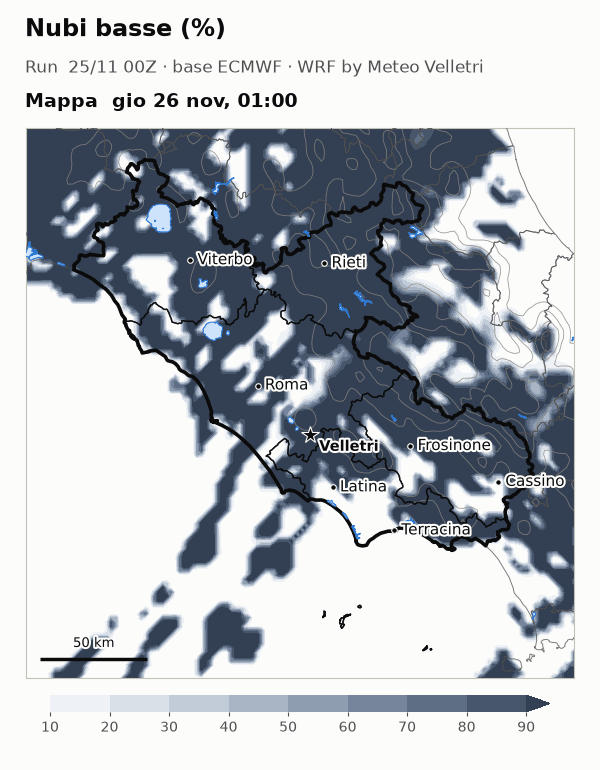 Nubi basse (%)
Run 25/11 00Z · base ECMWF · WRF by Meteo Velletri
Mappa gio 26 nov, 01:00
Viterbo
Rieti
Roma
Velletri
Frosinone
Latina
Cassino
Terracina
50 km
10 20 30 40 50 60 70 80 90